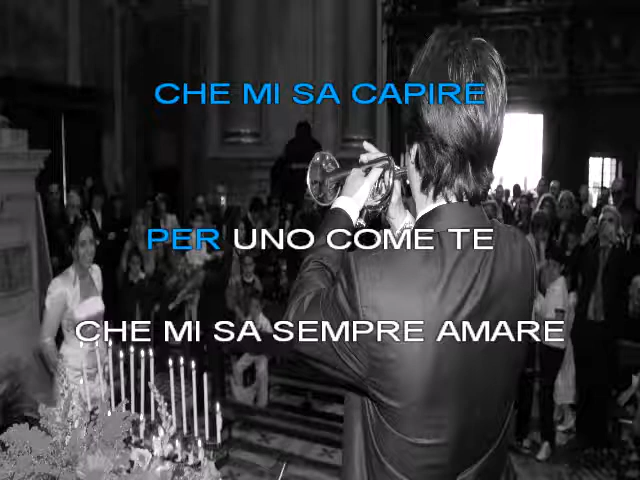 CHE MI SA CAPIRE
PER UNO COME TE
CHE MI SA SEMPRE AMARE